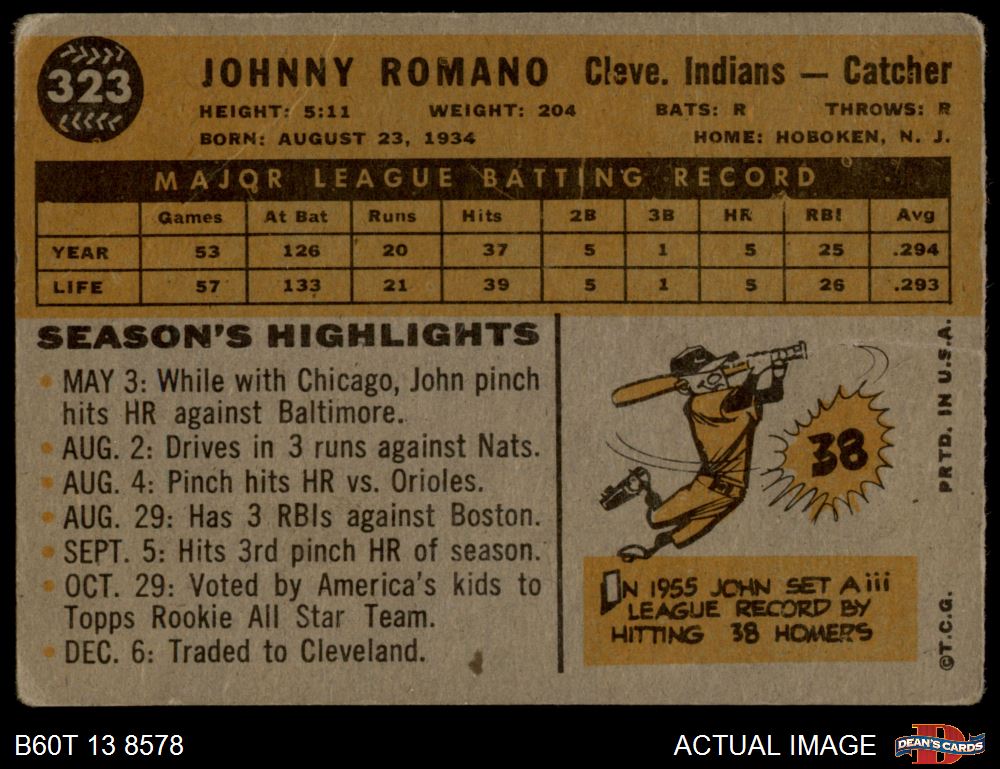 323
JOHNNY ROMANO Cleve. Indians — Catcher
HEIGHT: 5:11 WEIGHT: 204 BATS: R THROWS: R
BORN: AUGUST 23, 1934 HOME: HOBOKEN, N. J.
MAJOR LEAGUE BATTING RECORD
Games At Bat Runs Hits 2B 3B HR RBI Avg
YEAR 53 126 20 37 5 1 5 25 .294
LIFE 57 133 21 39 5 1 5 26 .293
SEASON'S HIGHLIGHTS
• MAY 3: While with Chicago, John pinch
hits HR against Baltimore.
• AUG. 2: Drives in 3 runs against Nats.
• AUG. 4: Pinch hits HR vs. Orioles.
• AUG. 29: Has 3 RBIs against Boston.
• SEPT. 5: Hits 3rd pinch HR of season.
• OCT. 29: Voted by America's kids to
Topps Rookie All Star Team.
• DEC. 6: Traded to Cleveland.
38
IN 1955 JOHN SET A iii
LEAGUE RECORD BY
HITTING 38 HOMERS
©T.C.G. PRTD. IN U.S.A.
B60T 13 8578
ACTUAL IMAGE
D
DEAN'S CARDS